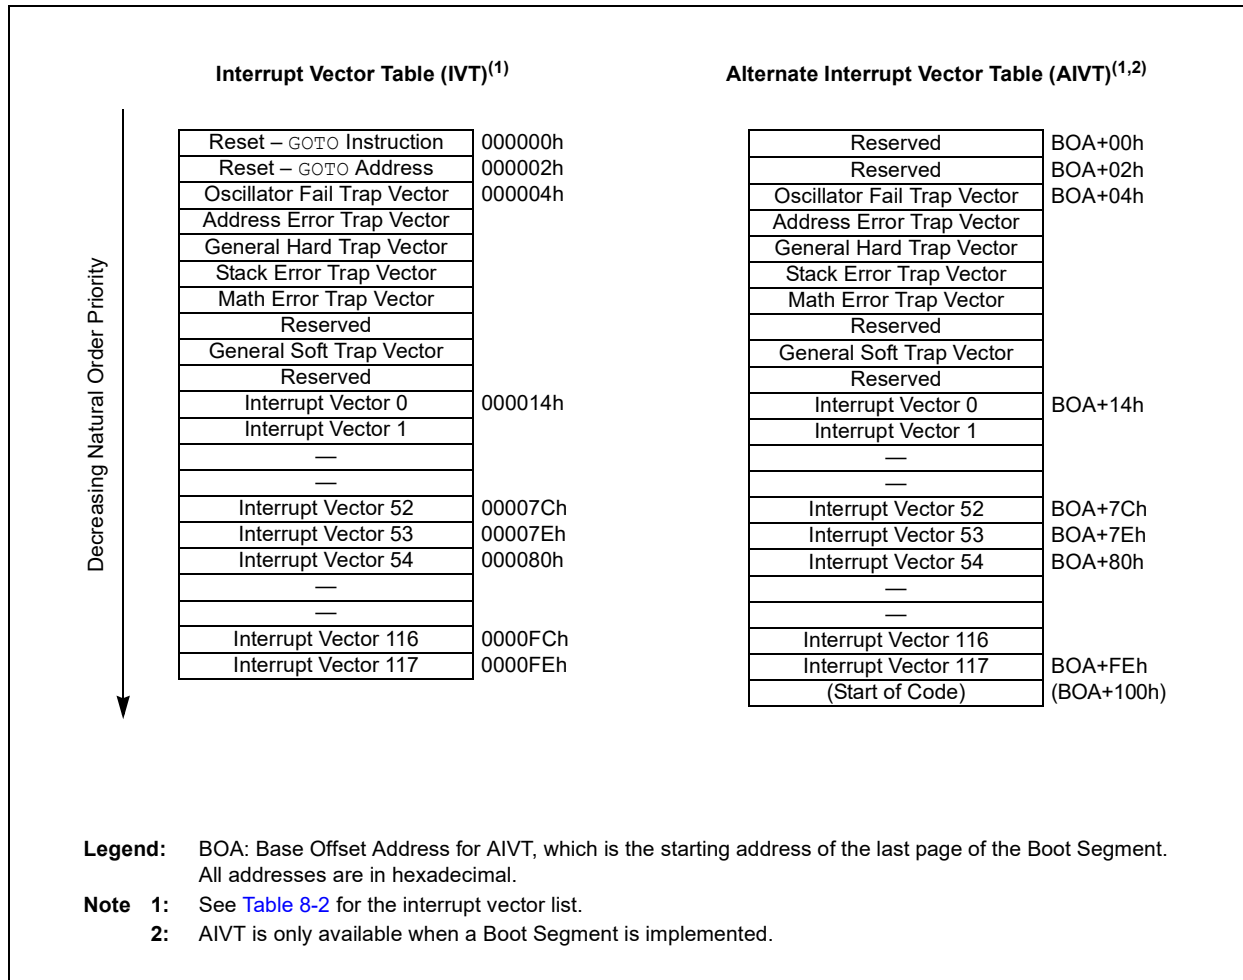 Interrupt Vector Table (IVT)(1)
Alternate Interrupt Vector Table (AIVT)(1,2)
Decreasing Natural Order Priority
Reset – GOTO Instruction 000000h
Reset – GOTO Address 000002h
Oscillator Fail Trap Vector 000004h
Address Error Trap Vector
General Hard Trap Vector
Stack Error Trap Vector
Math Error Trap Vector
Reserved
General Soft Trap Vector
Reserved
Interrupt Vector 0 000014h
Interrupt Vector 1
—
—
Interrupt Vector 52 00007Ch
Interrupt Vector 53 00007Eh
Interrupt Vector 54 000080h
—
—
Interrupt Vector 116 0000FCh
Interrupt Vector 117 0000FEh
Reserved BOA+00h
Reserved BOA+02h
Oscillator Fail Trap Vector BOA+04h
Address Error Trap Vector
General Hard Trap Vector
Stack Error Trap Vector
Math Error Trap Vector
Reserved
General Soft Trap Vector
Reserved
Interrupt Vector 0 BOA+14h
Interrupt Vector 1
—
—
Interrupt Vector 52 BOA+7Ch
Interrupt Vector 53 BOA+7Eh
Interrupt Vector 54 BOA+80h
—
—
Interrupt Vector 116
Interrupt Vector 117 BOA+FEh
(Start of Code) (BOA+100h)
Legend: BOA: Base Offset Address for AIVT, which is the starting address of the last page of the Boot Segment.
All addresses are in hexadecimal.
Note 1: See Table 8-2 for the interrupt vector list.
2: AIVT is only available when a Boot Segment is implemented.